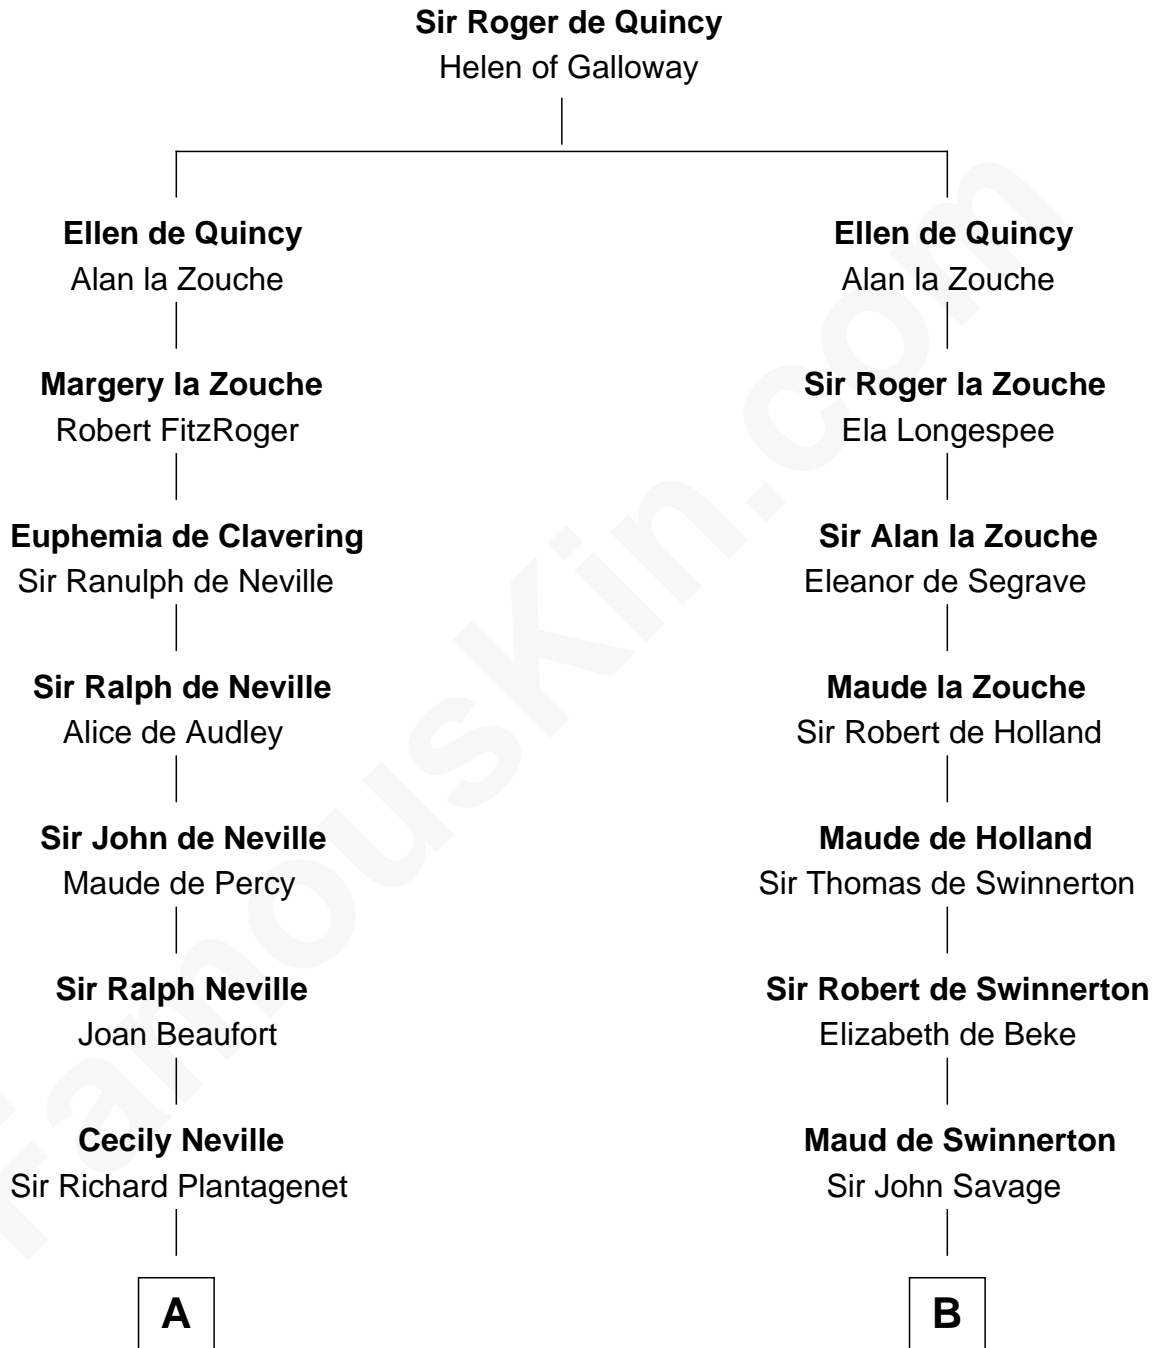 Sir Roger de Quincy
Helen of Galloway
Ellen de Quincy
Alan la Zouche
Ellen de Quincy
Alan la Zouche
Margery la Zouche
Robert FitzRoger
Sir Roger la Zouche
Ela Longespee
Euphemia de Clavering
Sir Ranulph de Neville
Sir Alan la Zouche
Eleanor de Segrave
Sir Ralph de Neville
Alice de Audley
Maude la Zouche
Sir Robert de Holland
Sir John de Neville
Maude de Percy
Maude de Holland
Sir Thomas de Swinnerton
Sir Ralph Neville
Joan Beaufort
Sir Robert de Swinnerton
Elizabeth de Beke
Cecily Neville
Sir Richard Plantagenet
Maud de Swinnerton
Sir John Savage
A
B
FamousKin.com